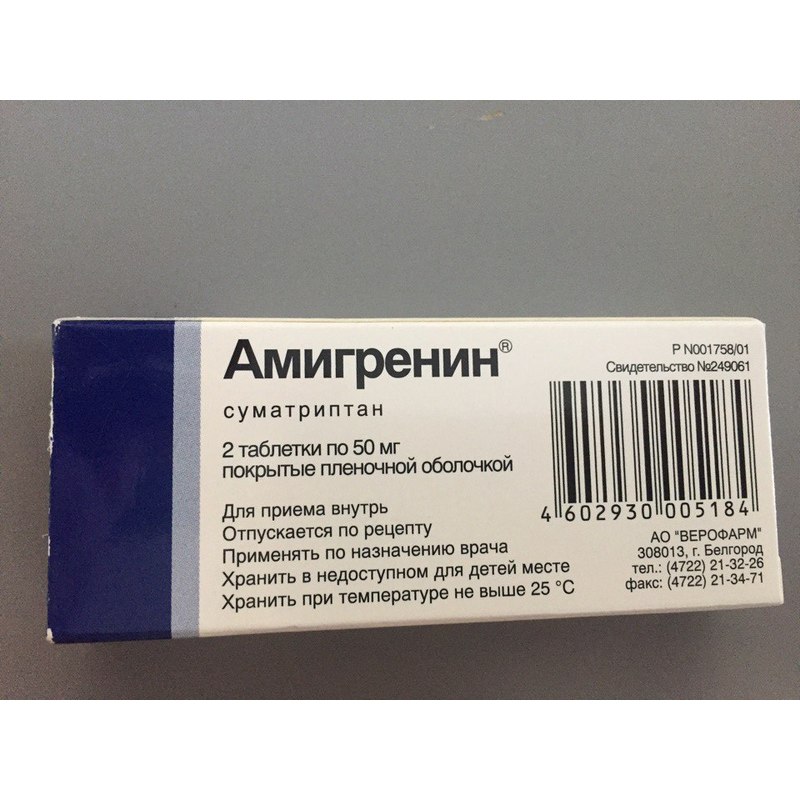 Амигренин®
суматриптан
2 таблетки по 50 мг
покрытые пленочной оболочкой
Для приема внутрь
Отпускается по рецепту
Применять по назначению врача
Хранить в недоступном для детей месте
Хранить при температуре не выше 25 °С
Р N001758/01
Свидетельство №249061
4 602930 005184
АО "ВЕРОФАРМ"
308013, г. Белгород
тел.: (4722) 21-32-26
факс: (4722) 21-34-71